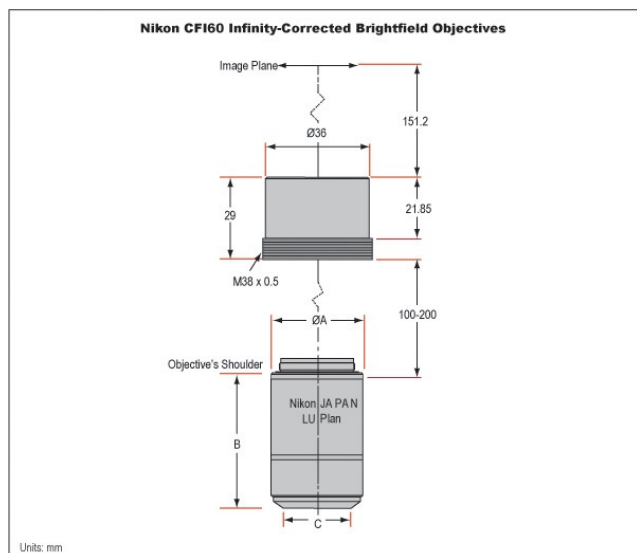 Nikon CFI60 Infinity-Corrected Brightfield Objectives
Image Plane
151.2
Ø36
29
21.85
M38 x 0.5
100-200
ØA
Objective's Shoulder
Nikon JAPAN
LU Plan
B
C
Units: mm